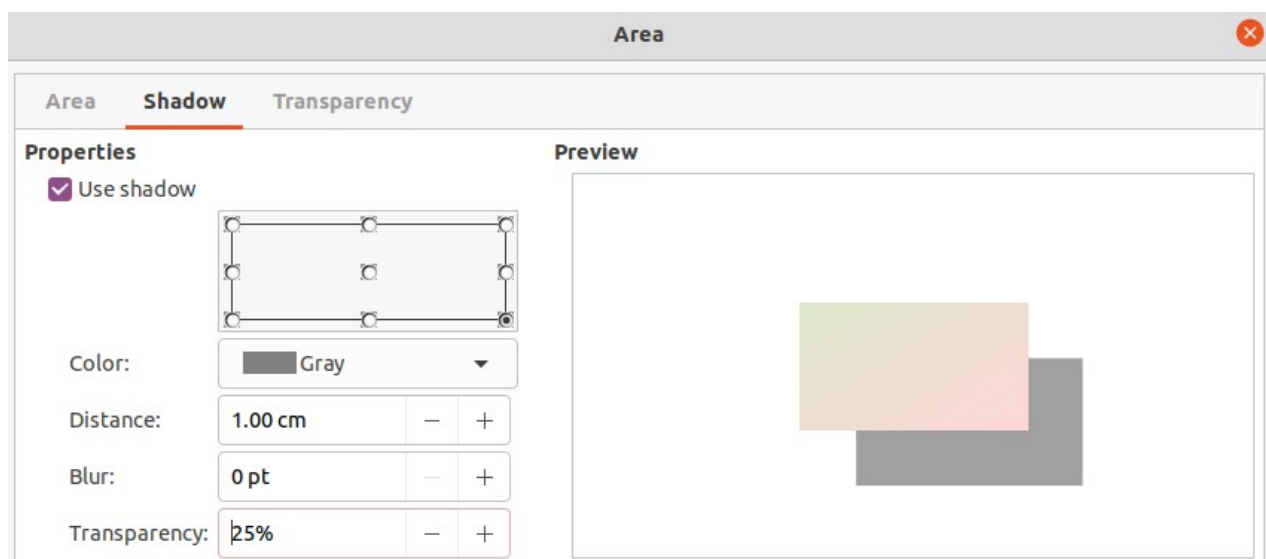 Area
Area Shadow Transparency
Properties
Preview
Use shadow
Color: Gray
Distance: 1.00 cm
Blur: 0 pt
Transparency: 25%